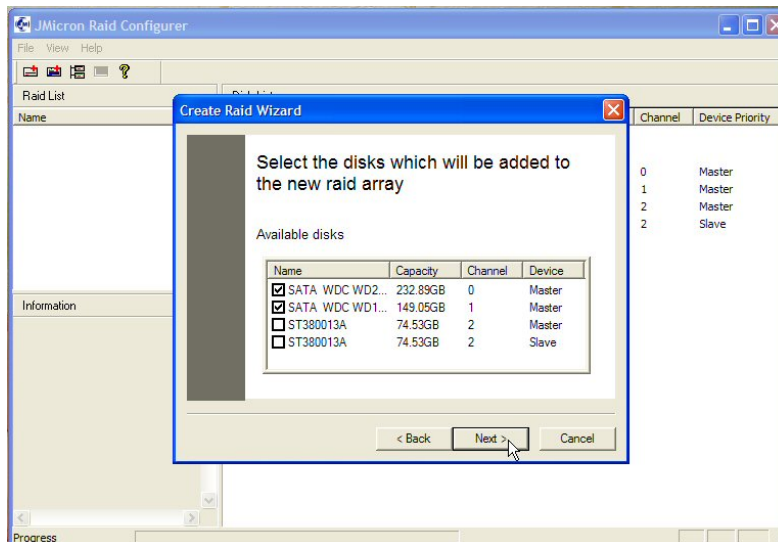 JMicron Raid Configurer
File View Help
Raid List
Name
Channel Device Priority
Create Raid Wizard
Select the disks which will be added to
the new raid array
Available disks
Name Capacity Channel Device
SATA WDC WD2... 232.89GB 0 Master
SATA WDC WD1... 149.05GB 1 Master
ST380013A 74.53GB 2 Master
ST380013A 74.53GB 2 Slave
< Back Next > Cancel
0 Master
1 Master
2 Master
2 Slave
Information
Progress